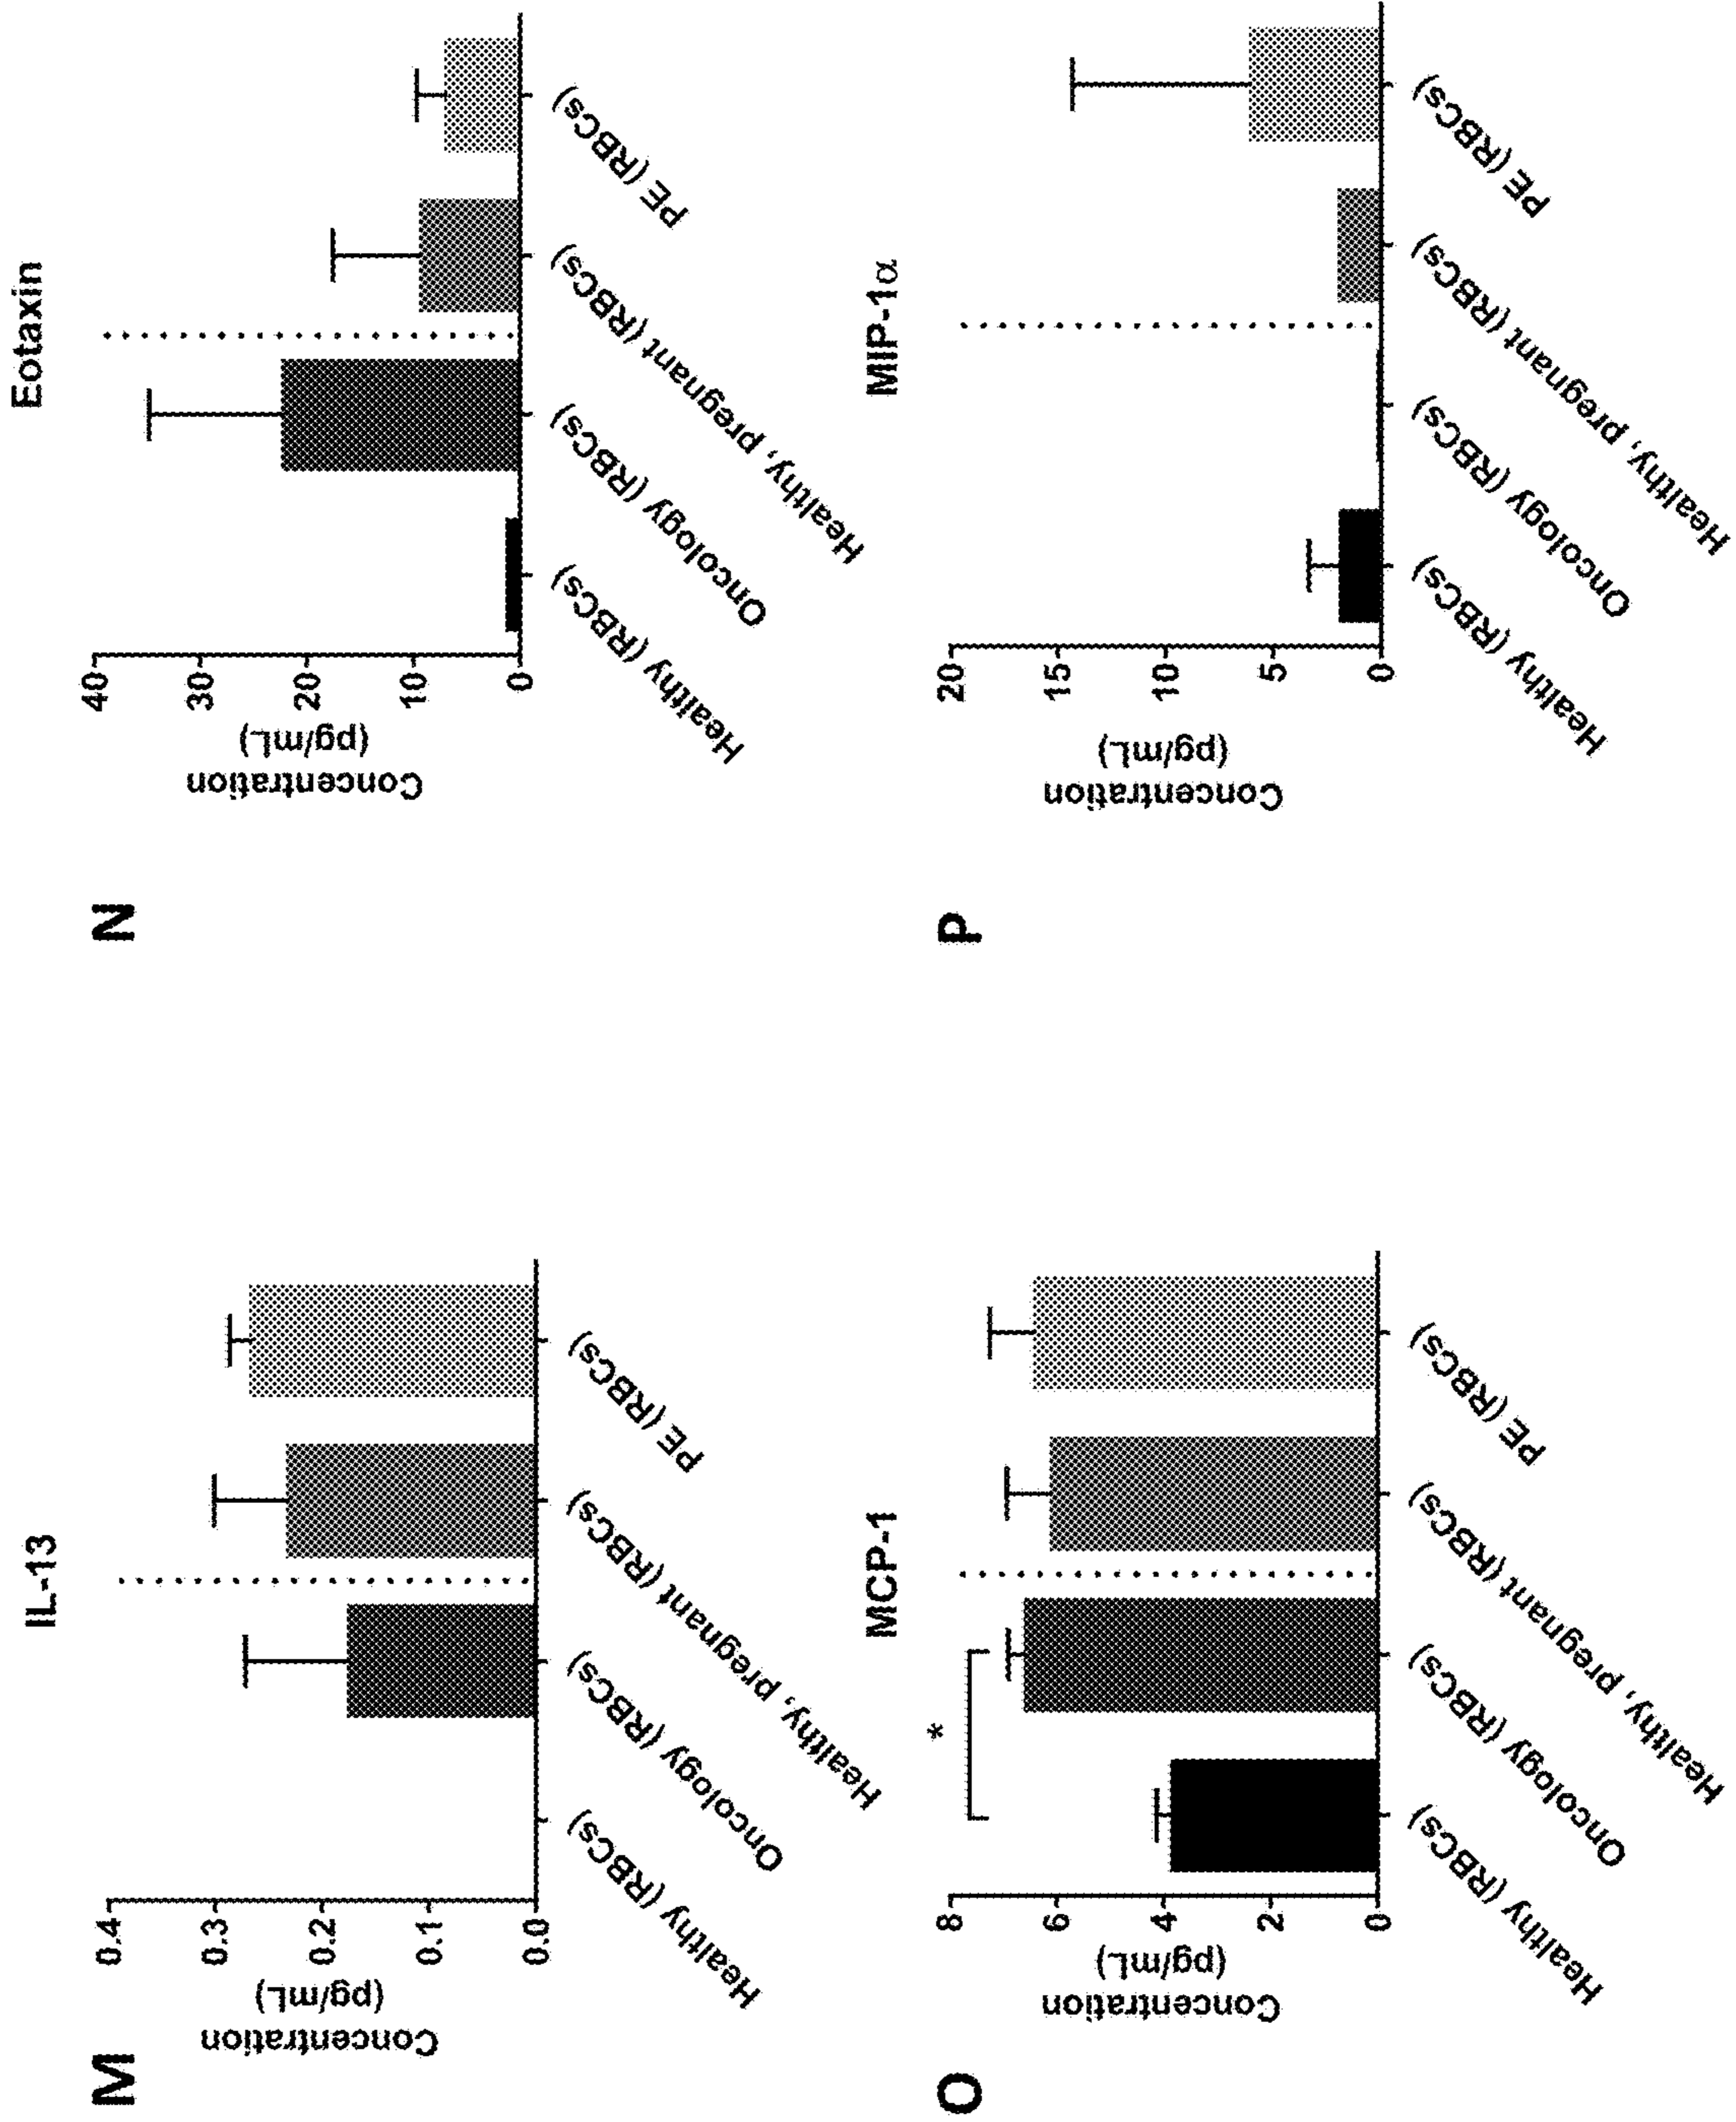 M
IL-13
Concentration
(pg/mL)
0.4
0.3
0.2
0.1
0.0
Healthy (RBCs)
Oncology (RBCs)
Healthy, pregnant (RBCs)
PE (RBCs)
N
Eotaxin
Concentration
(pg/mL)
40
30
20
10
0
Healthy (RBCs)
Oncology (RBCs)
Healthy, pregnant (RBCs)
PE (RBCs)
O
MCP-1
Concentration
(pg/mL)
8
6
4
2
0
*
Healthy (RBCs)
Oncology (RBCs)
Healthy, pregnant (RBCs)
PE (RBCs)
P
MIP-1α
Concentration
(pg/mL)
20
15
10
5
0
Healthy (RBCs)
Oncology (RBCs)
Healthy, pregnant (RBCs)
PE (RBCs)